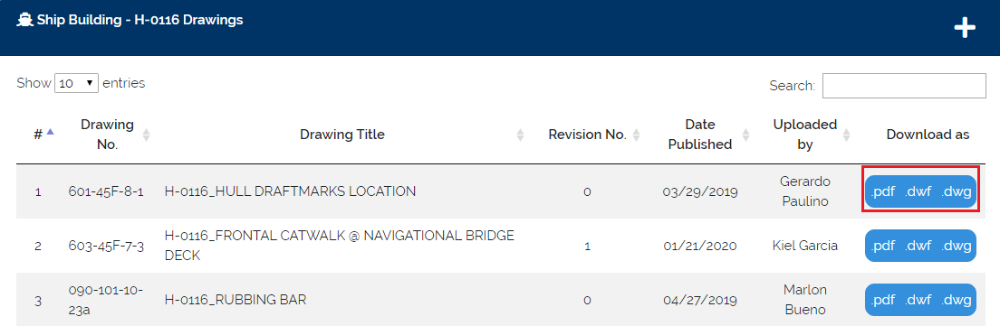 Ship Building - H-0116 Drawings
Show 10 entries
Search:
# Drawing No. Drawing Title Revision No. Date Published Uploaded by Download as
1 601-45F-8-1 H-0116_HULL DRAFTMARKS LOCATION 0 03/29/2019 Gerardo Paulino .pdf .dwf .dwg
2 603-45F-7-3 H-0116_FRONTAL CATWALK @ NAVIGATIONAL BRIDGE DECK 1 01/21/2020 Kiel Garcia .pdf .dwf .dwg
3 090-101-10-23a H-0116_RUBBING BAR 0 04/27/2019 Marlon Bueno .pdf .dwf .dwg